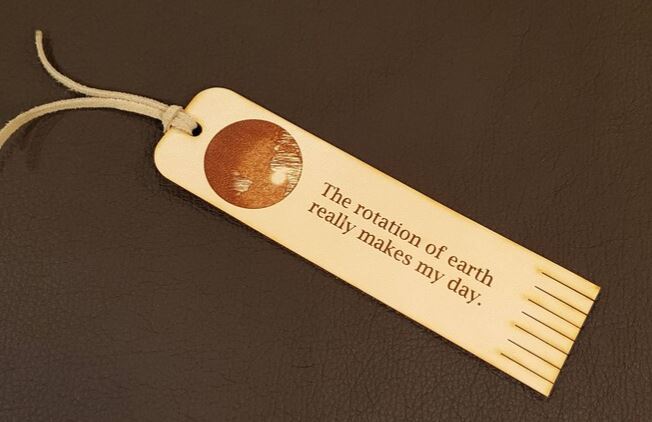 The rotation of earth
really makes my day.